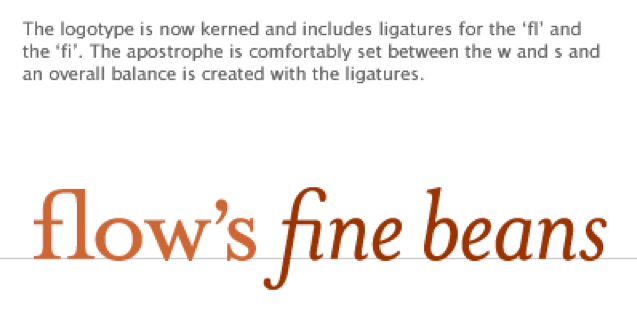 The logotype is now kerned and includes ligatures for the ‘fl’ and
the ‘fi’. The apostrophe is comfortably set between the w and s and
an overall balance is created with the ligatures.
flow’s fine beans